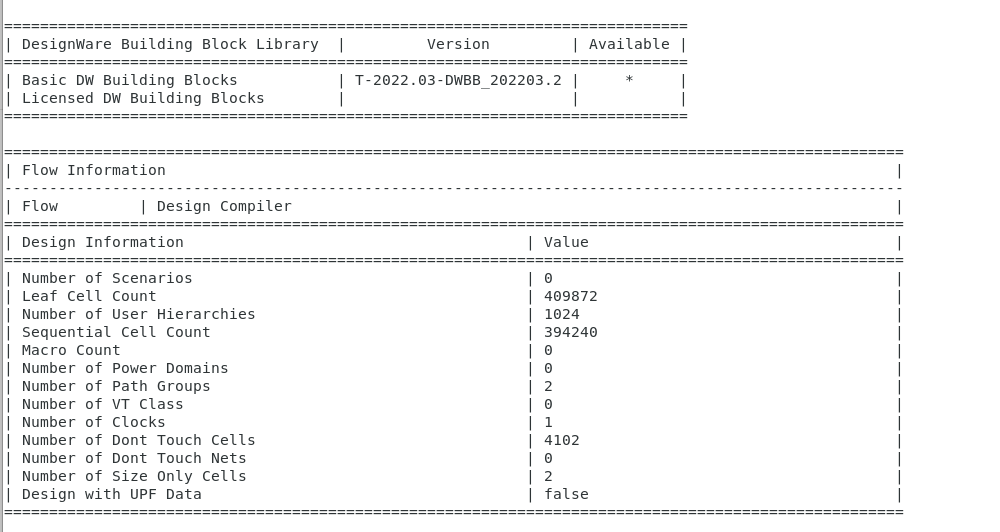 ============================================================================
| DesignWare Building Block Library  |         Version         | Available |
============================================================================
| Basic DW Building Blocks           | T-2022.03-DWBB_202203.2 |     *     |
| Licensed DW Building Blocks        |                         |           |
============================================================================
====================================================================================================
| Flow Information                                                                                 |
----------------------------------------------------------------------------------------------------
| Flow         | Design Compiler                                                                   |
====================================================================================================
| Design Information                                      | Value                                  |
====================================================================================================
| Number of Scenarios                                     | 0                                      |
| Leaf Cell Count                                         | 409872                                 |
| Number of User Hierarchies                              | 1024                                   |
| Sequential Cell Count                                   | 394240                                 |
| Macro Count                                             | 0                                      |
| Number of Power Domains                                 | 0                                      |
| Number of Path Groups                                   | 2                                      |
| Number of VT Class                                      | 0                                      |
| Number of Clocks                                        | 1                                      |
| Number of Dont Touch Cells                              | 4102                                   |
| Number of Dont Touch Nets                               | 0                                      |
| Number of Size Only Cells                               | 2                                      |
| Design with UPF Data                                    | false                                  |
====================================================================================================